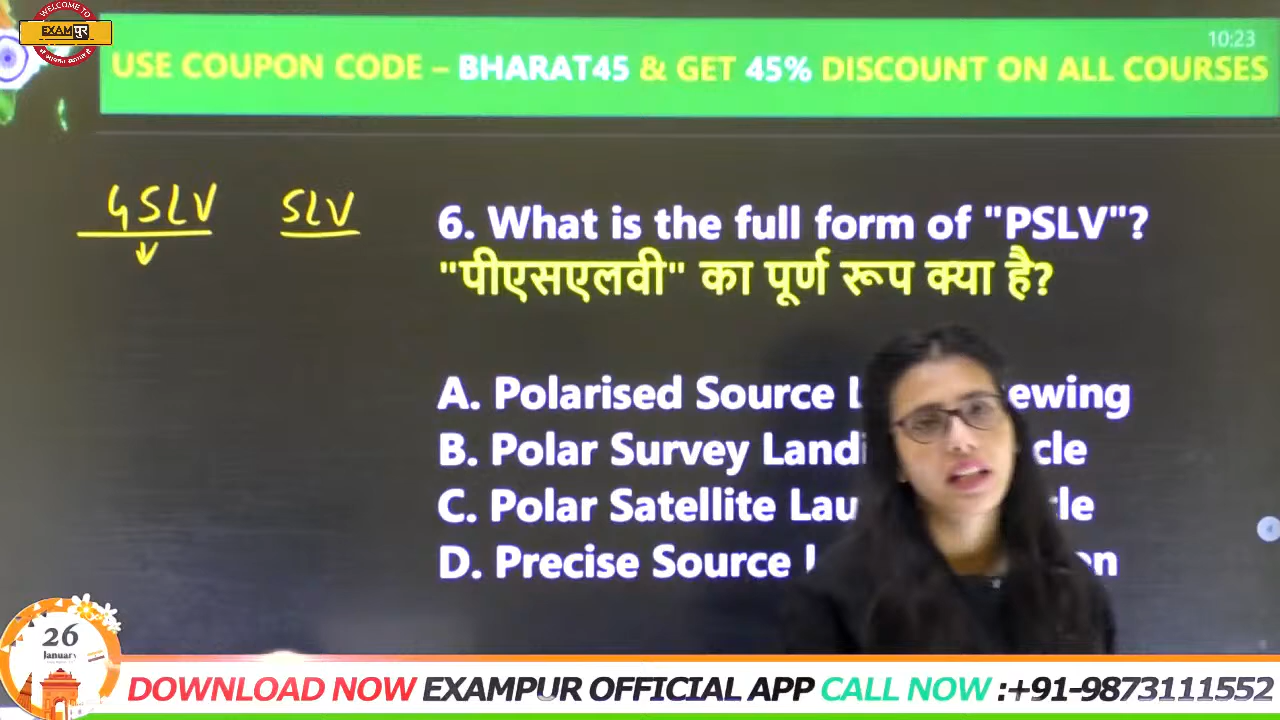 WELCOME TO
EXAMपुर
10:23
USE COUPON CODE – BHARAT45 & GET 45% DISCOUNT ON ALL COURSES
GSLV SLV
6. What is the full form of "PSLV"?
"पीएसएलवी" का पूर्ण रूप क्या है?
A. Polarised Source ewing
B. Polar Survey Landi cle
C. Polar Satellite Lau cle
D. Precise Source on
26
January
DOWNLOAD NOW EXAMPUR OFFICIAL APP CALL NOW :+91-9873111552